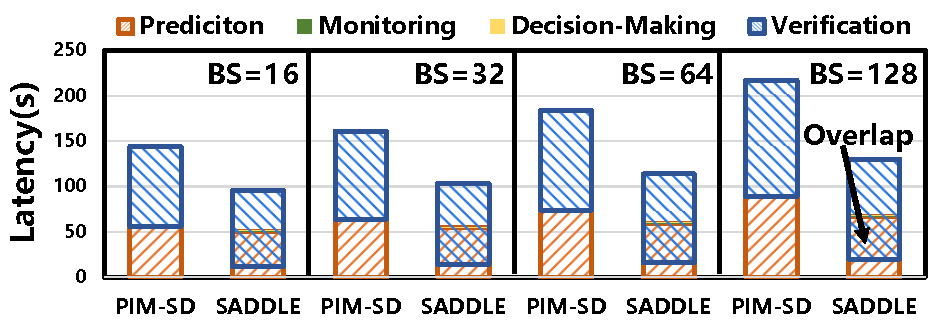 Prediciton Monitoring Decision-Making Verification
Latency(s)
250
200
150
100
50
0
BS=16
BS=32
BS=64
BS=128
Overlap
PIM-SD SADDLE PIM-SD SADDLE PIM-SD SADDLE PIM-SD SADDLE